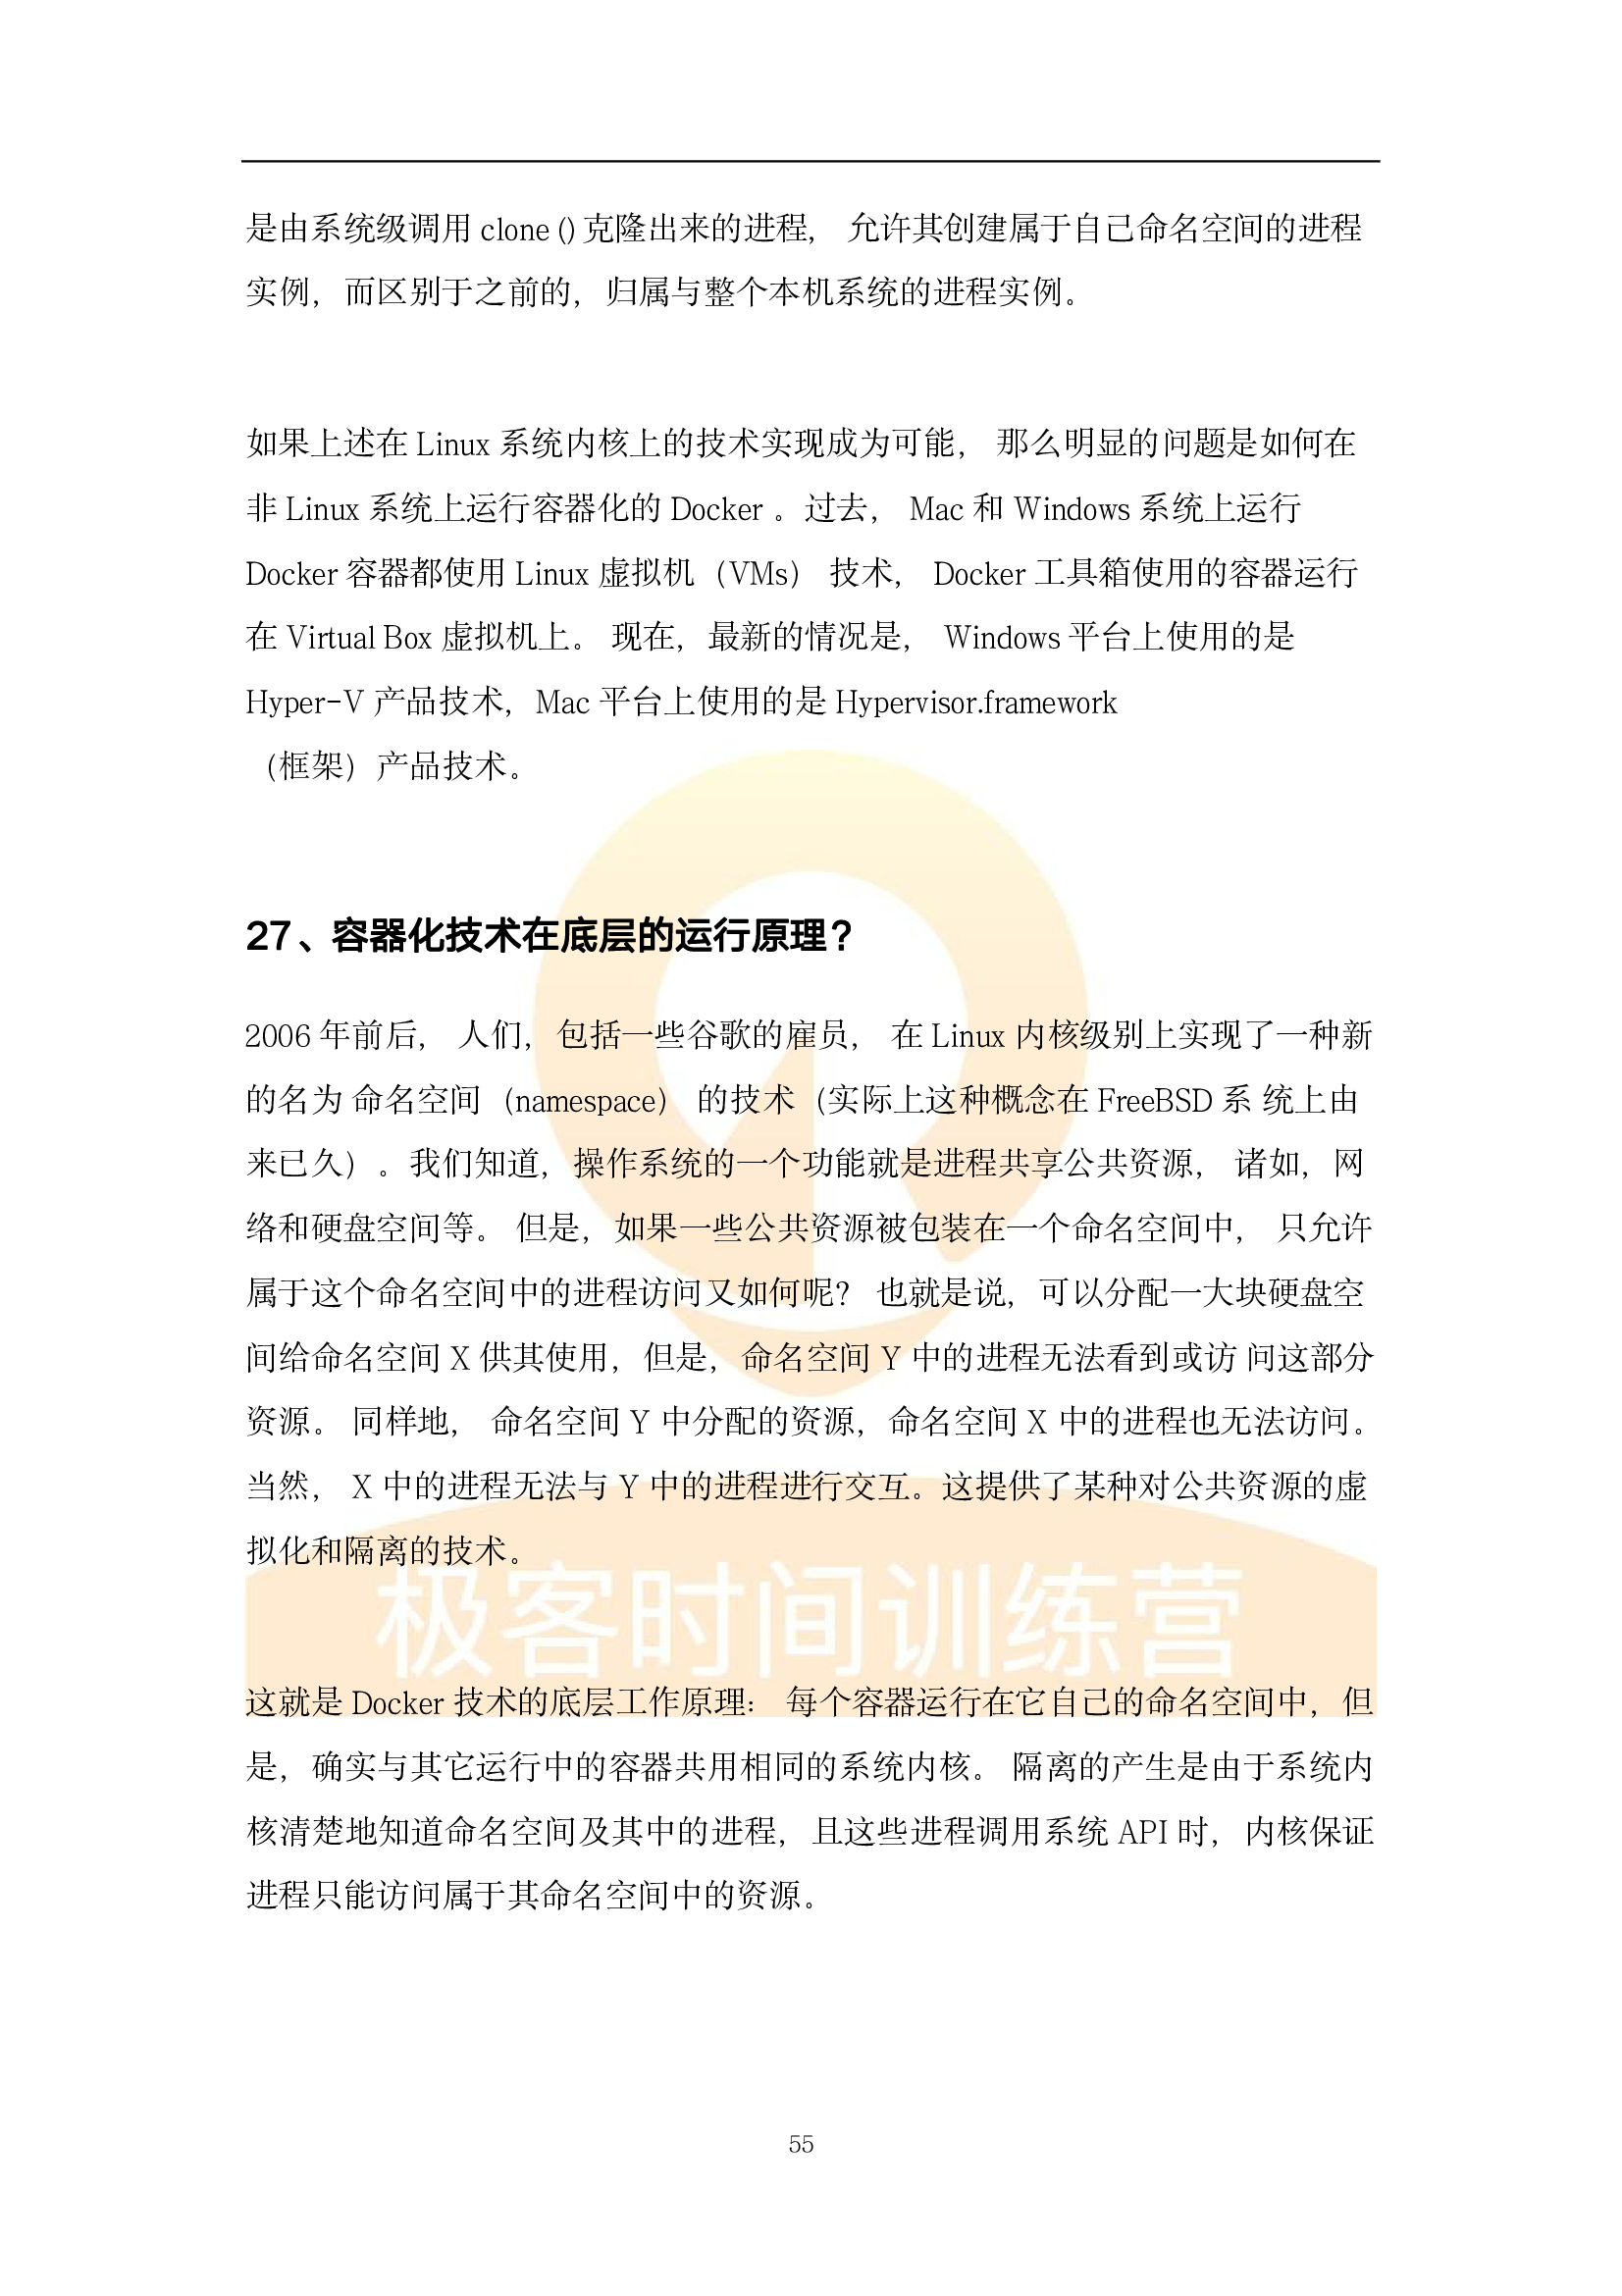 是由系统级调用 clone () 克隆出来的进程， 允许其创建属于自己命名空间的进程
实例，而区别于之前的，归属与整个本机系统的进程实例。
如果上述在 Linux 系统内核上的技术实现成为可能， 那么明显的问题是如何在
非 Linux 系统上运行容器化的 Docker 。过去， Mac 和 Windows 系统上运行
Docker 容器都使用 Linux 虚拟机（VMs） 技术， Docker 工具箱使用的容器运行
在 Virtual Box 虚拟机上。 现在，最新的情况是， Windows 平台上使用的是
Hyper-V 产品技术，Mac 平台上使用的是 Hypervisor.framework
（框架）产品技术。
27、容器化技术在底层的运行原理？
2006 年前后， 人们，包括一些谷歌的雇员， 在 Linux 内核级别上实现了一种新
的名为 命名空间（namespace） 的技术（实际上这种概念在 FreeBSD 系 统上由
来已久）。我们知道，操作系统的一个功能就是进程共享公共资源， 诸如，网
络和硬盘空间等。 但是，如果一些公共资源被包装在一个命名空间中， 只允许
属于这个命名空间中的进程访问又如何呢？ 也就是说，可以分配一大块硬盘空
间给命名空间 X 供其使用，但是，命名空间 Y 中的进程无法看到或访 问这部分
资源。 同样地， 命名空间 Y 中分配的资源，命名空间 X 中的进程也无法访问。
当然， X 中的进程无法与 Y 中的进程进行交互。这提供了某种对公共资源的虚
拟化和隔离的技术。
极客时间训练营
这就是 Docker 技术的底层工作原理： 每个容器运行在它自己的命名空间中，但
是，确实与其它运行中的容器共用相同的系统内核。 隔离的产生是由于系统内
核清楚地知道命名空间及其中的进程，且这些进程调用系统 API 时，内核保证
进程只能访问属于其命名空间中的资源。
55